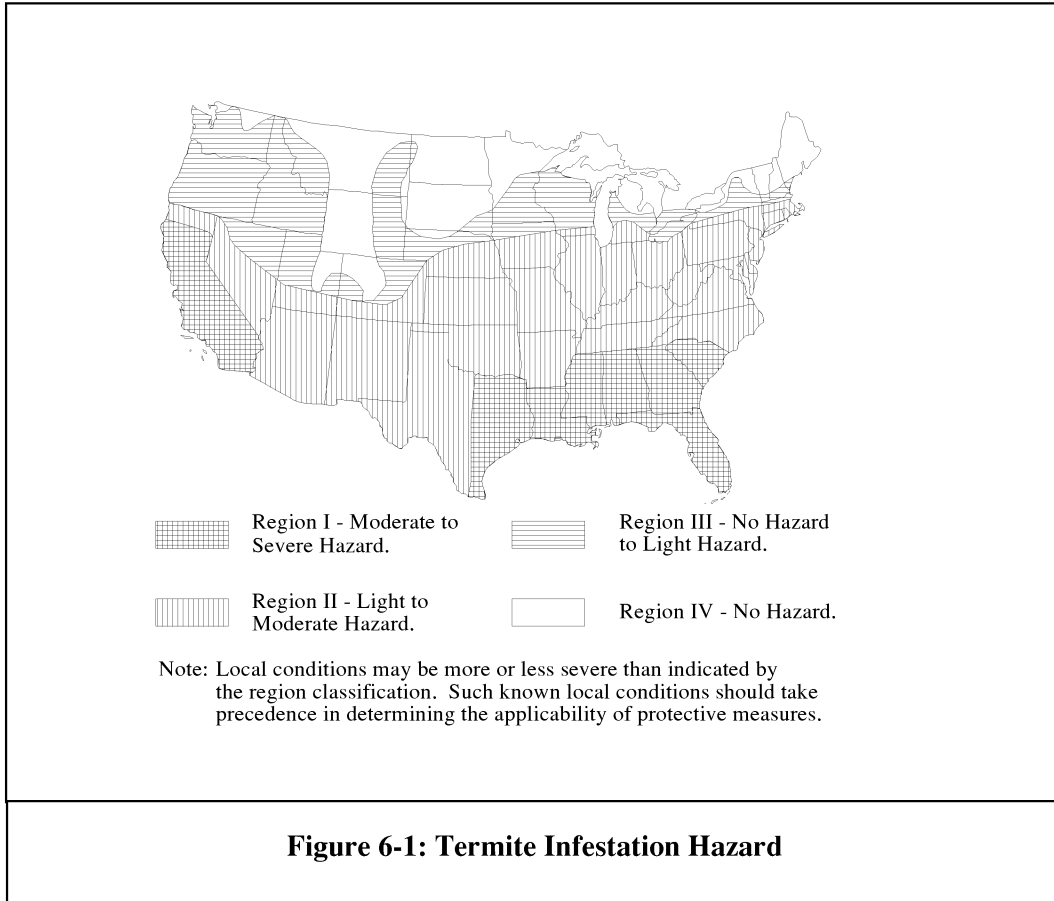 Region I - Moderate to
Severe Hazard.
Region III - No Hazard
to Light Hazard.
Region II - Light to
Moderate Hazard.
Region IV - No Hazard.
Note: Local conditions may be more or less severe than indicated by
the region classification.  Such known local conditions should take
precedence in determining the applicability of protective measures.
Figure 6-1: Termite Infestation Hazard